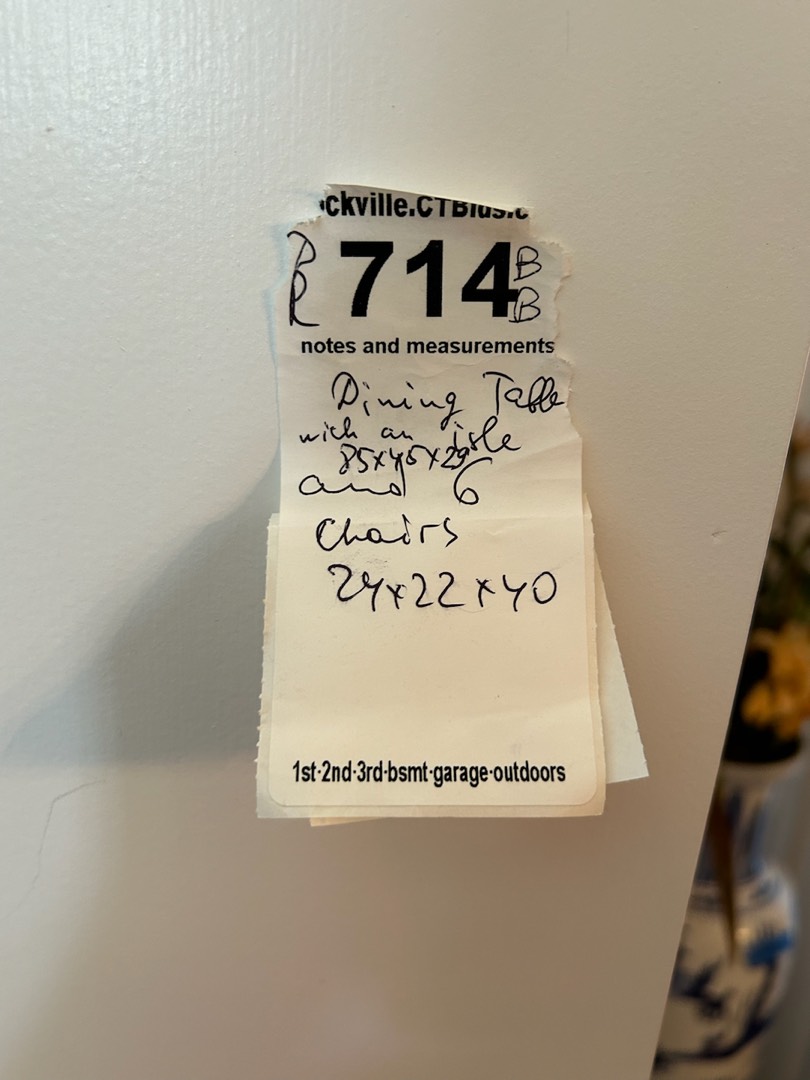 ckville.CTBids.c
D 714 B
R B
notes and measurements
Dining Table
with an isle
85x45x29
and 6
Chairs
24x22x40
1st·2nd·3rd·bsmt·garage·outdoors